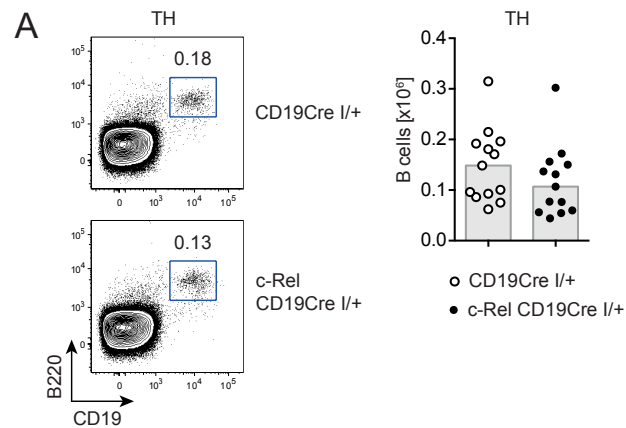 A
TH
0.18
10⁵
10⁴
10³
0
0 10³ 10⁴ 10⁵
CD19Cre I/+
0.13
10⁵
10⁴
10³
0
0 10³ 10⁴ 10⁵
c-Rel
CD19Cre I/+
B220
CD19
TH
B cells [x10⁶]
0.4
0.3
0.2
0.1
0.0
CD19Cre I/+
c-Rel CD19Cre I/+